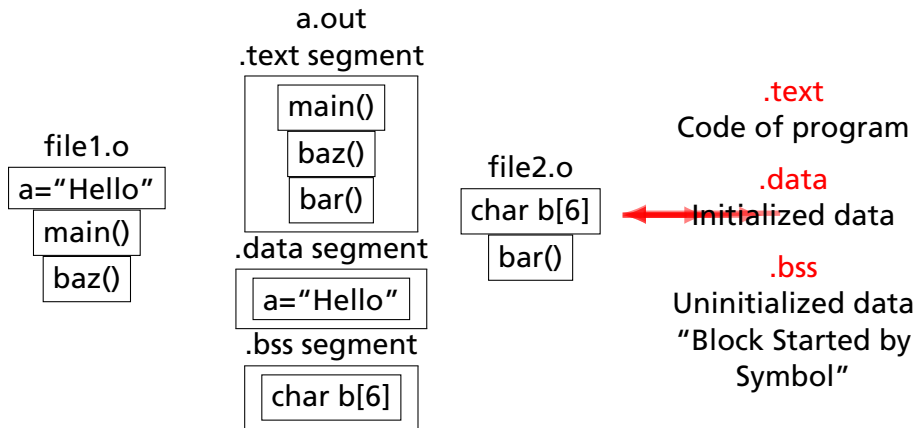 file1.o
a=“Hello”
main()
baz()
a.out
.text segment
main()
baz()
bar()
.data segment
a=“Hello”
.bss segment
char b[6]
file2.o
char b[6]
bar()
.text
Code of program
.data
Initialized data
.bss
Uninitialized data
“Block Started by
Symbol”